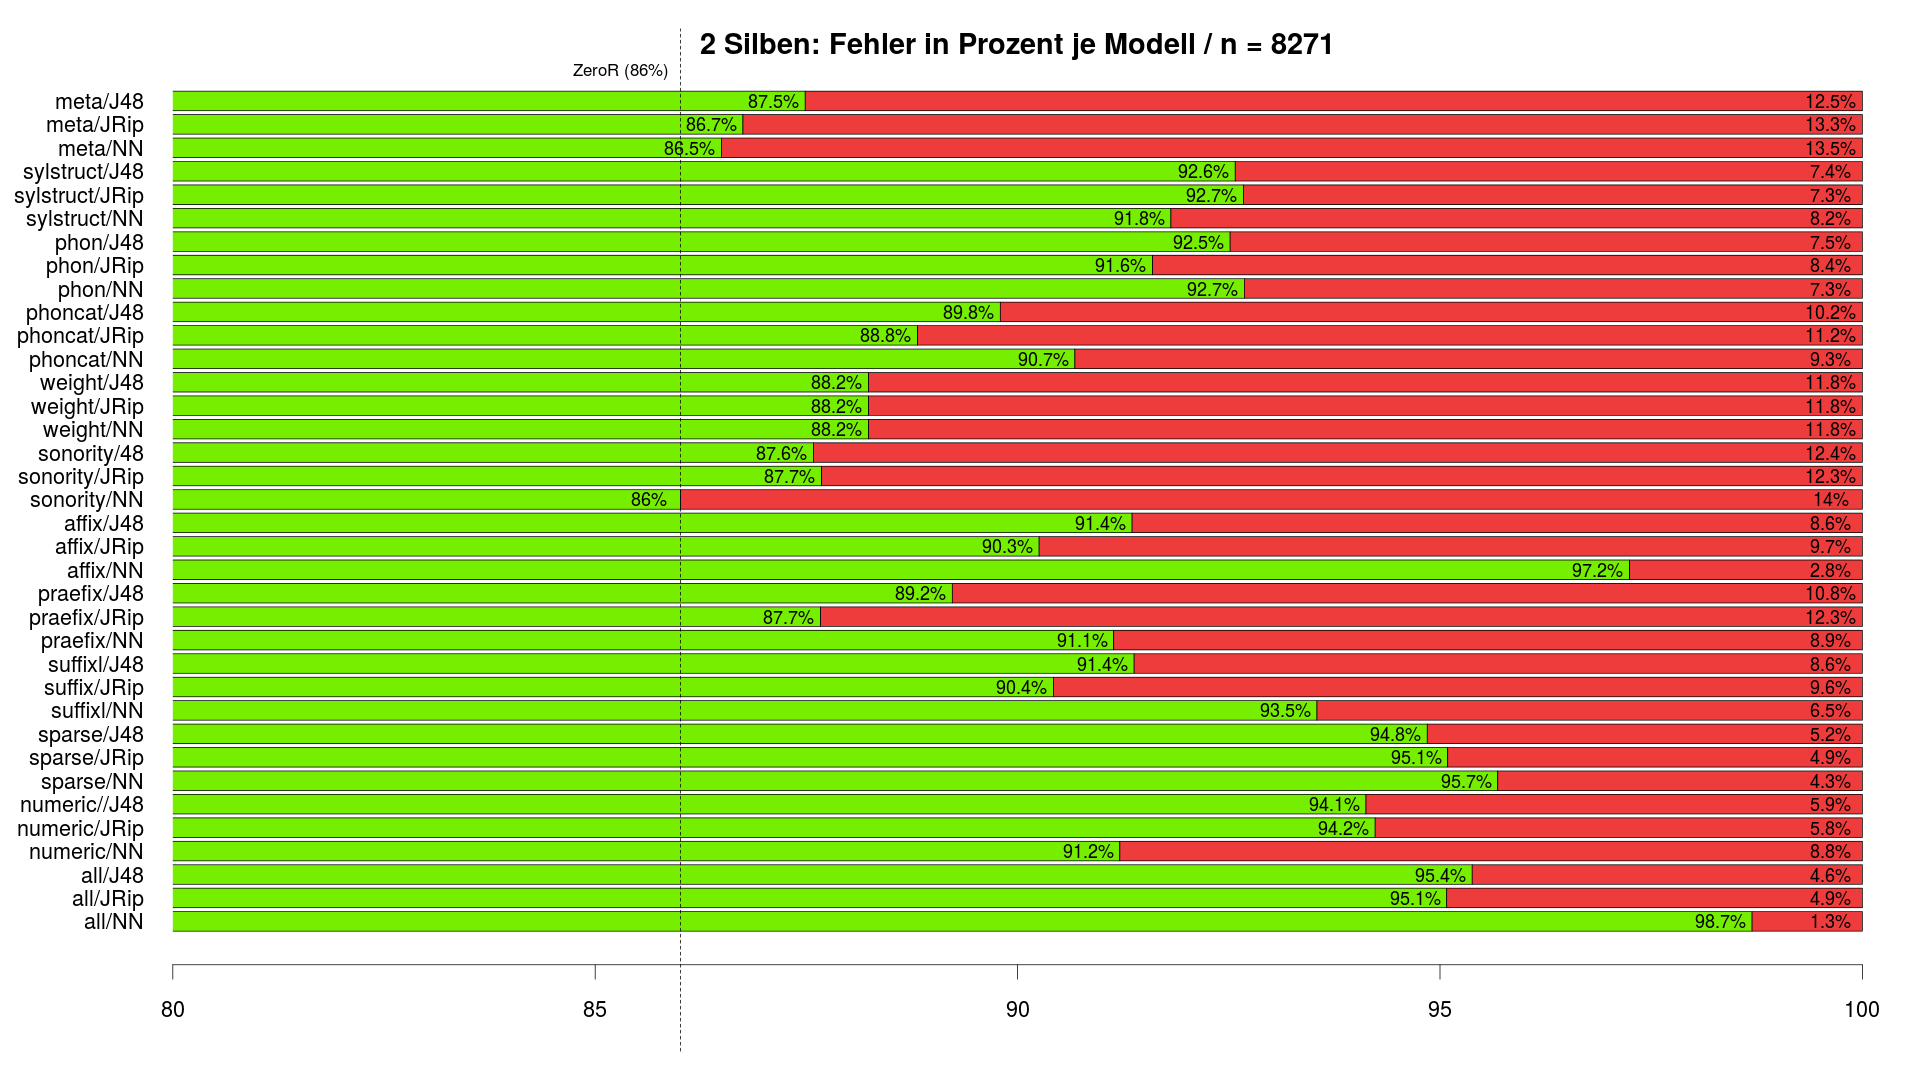 2 Silben: Fehler in Prozent je Modell / n = 8271
ZeroR (86%)
meta/J48 87.5% 12.5%
meta/JRip 86.7% 13.3%
meta/NN 86.5% 13.5%
sylstruct/J48 92.6% 7.4%
sylstruct/JRip 92.7% 7.3%
sylstruct/NN 91.8% 8.2%
phon/J48 92.5% 7.5%
phon/JRip 91.6% 8.4%
phon/NN 92.7% 7.3%
phoncat/J48 89.8% 10.2%
phoncat/JRip 88.8% 11.2%
phoncat/NN 90.7% 9.3%
weight/J48 88.2% 11.8%
weight/JRip 88.2% 11.8%
weight/NN 88.2% 11.8%
sonority/48 87.6% 12.4%
sonority/JRip 87.7% 12.3%
sonority/NN 86% 14%
affix/J48 91.4% 8.6%
affix/JRip 90.3% 9.7%
affix/NN 97.2% 2.8%
praefix/J48 89.2% 10.8%
praefix/JRip 87.7% 12.3%
praefix/NN 91.1% 8.9%
suffixl/J48 91.4% 8.6%
suffix/JRip 90.4% 9.6%
suffixl/NN 93.5% 6.5%
sparse/J48 94.8% 5.2%
sparse/JRip 95.1% 4.9%
sparse/NN 95.7% 4.3%
numeric//J48 94.1% 5.9%
numeric/JRip 94.2% 5.8%
numeric/NN 91.2% 8.8%
all/J48 95.4% 4.6%
all/JRip 95.1% 4.9%
all/NN 98.7% 1.3%
80 85 90 95 100